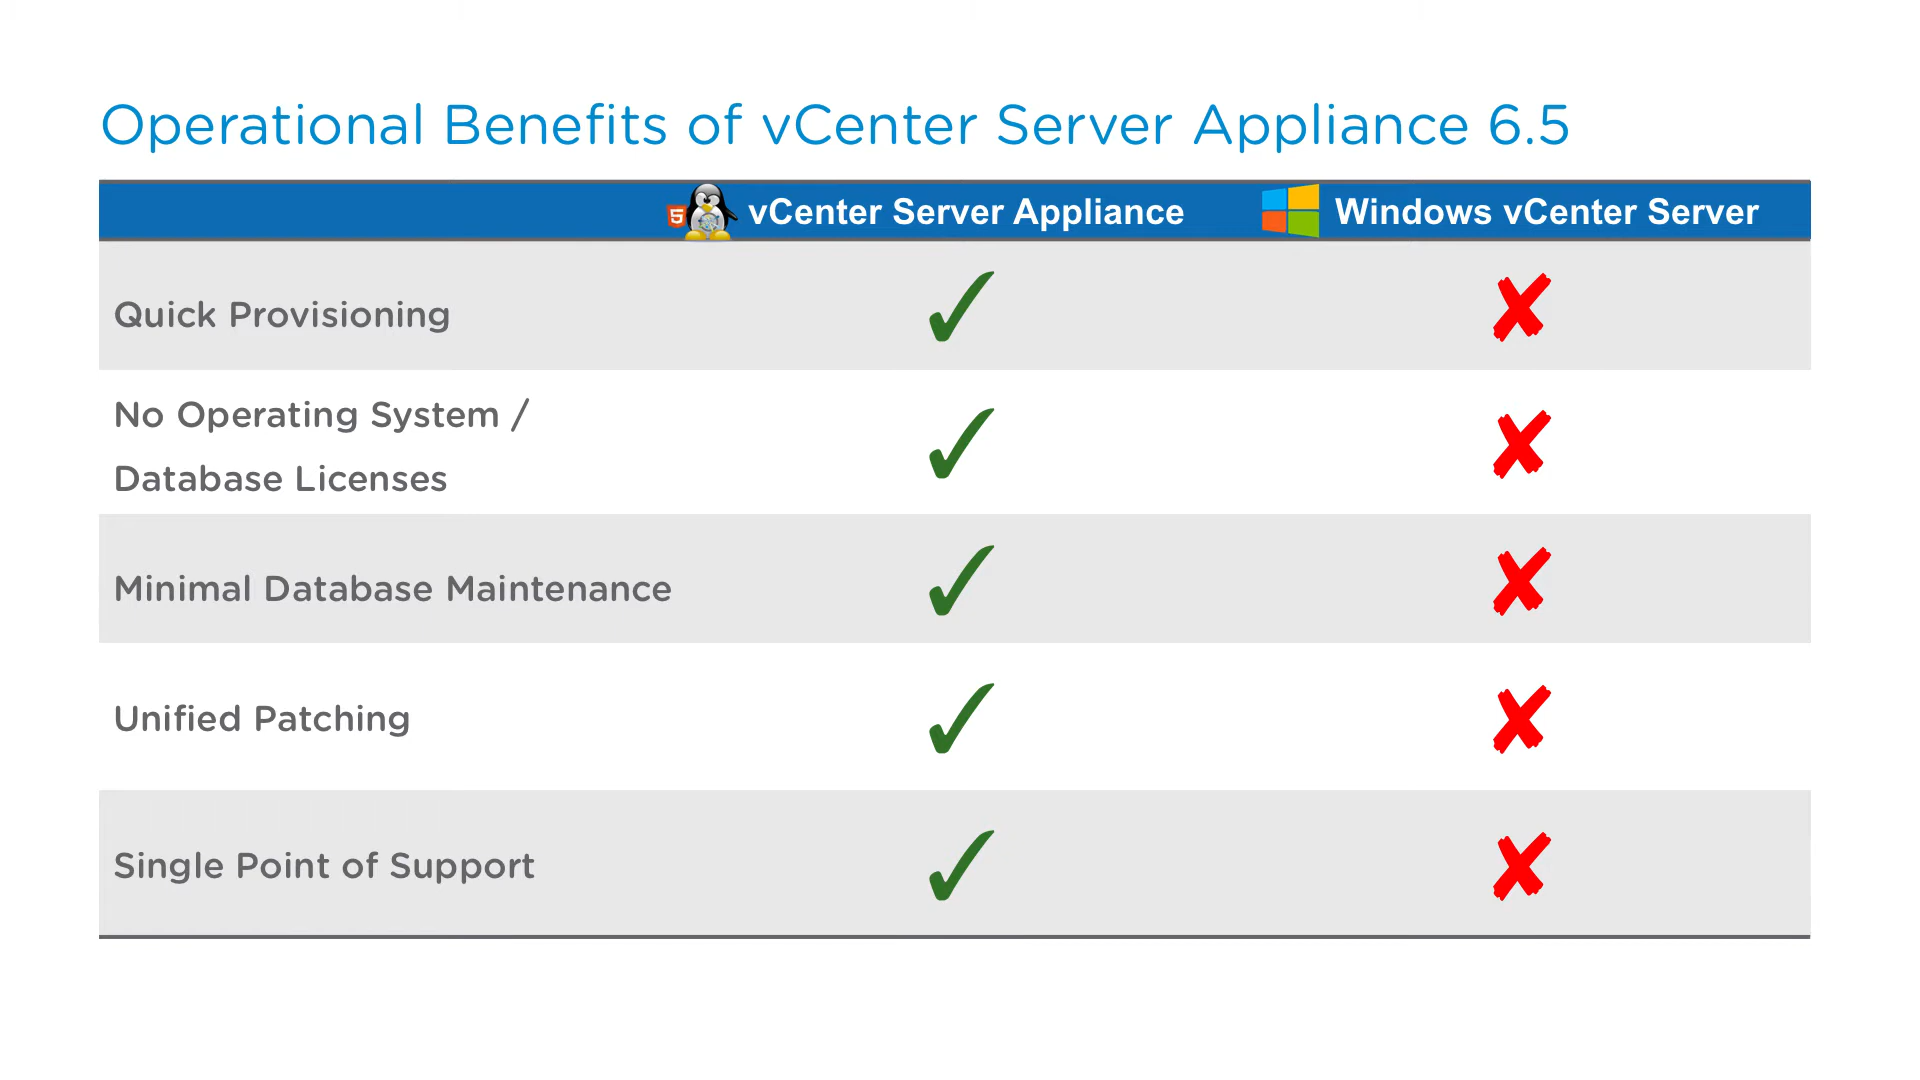 Operational Benefits of vCenter Server Appliance 6.5
5 vCenter Server Appliance Windows vCenter Server
Quick Provisioning ✓ ✘
No Operating System / ✓ ✘
Database Licenses
Minimal Database Maintenance ✓ ✘
Unified Patching ✓ ✘
Single Point of Support ✓ ✘